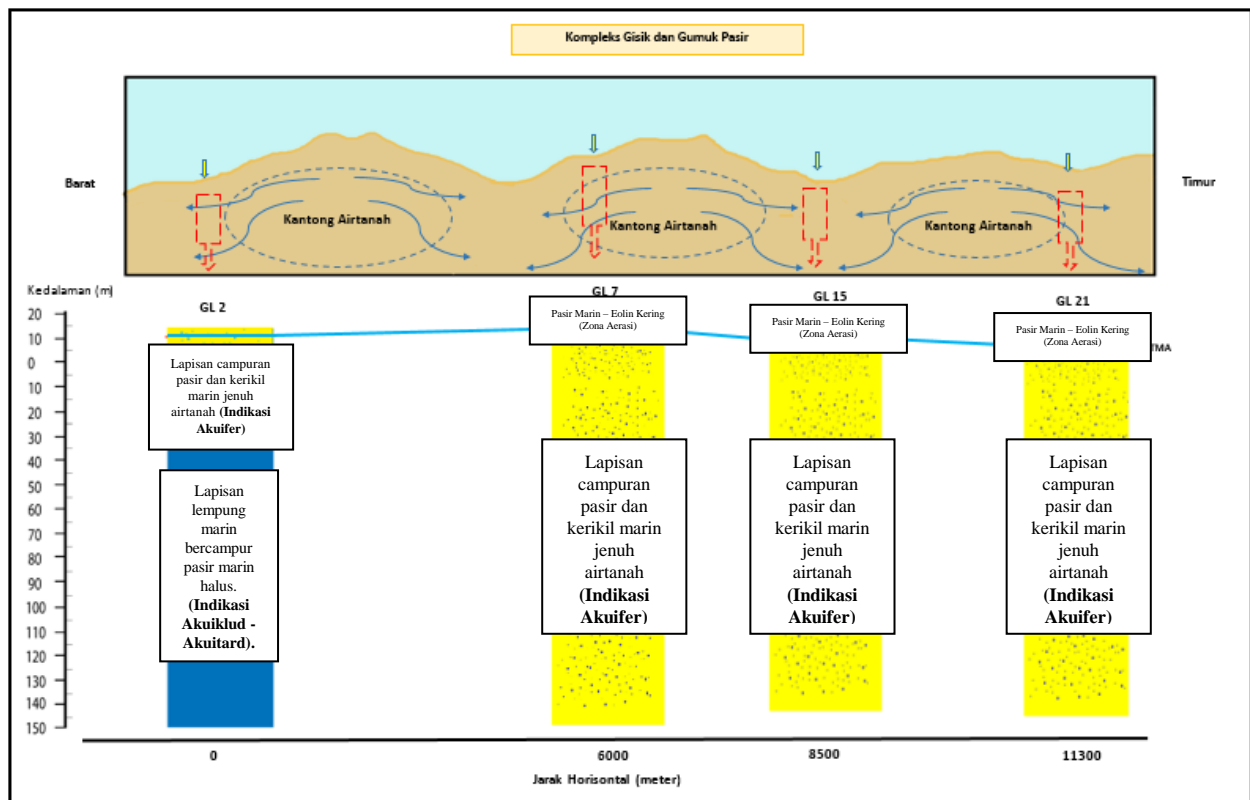 Kompleks Gisik dan Gumuk Pasir
Barat
Timur
Kantong Airtanah
Kantong Airtanah
Kantong Airtanah
Kedalaman (m)
GL 2
GL 7
GL 15
GL 21
20
10
0
10
20
30
40
50
60
70
80
90
100
110
120
130
140
150
Lapisan campuran
pasir dan kerikil
marin jenuh
airtanah (Indikasi
Akuifer)
Lapisan
lempung
marin
bercampur
pasir marin
halus.
(Indikasi
Akuiklud -
Akuitard).
Pasir Marin – Eolin Kering
(Zona Aerasi)
Lapisan
campuran
pasir dan
kerikil marin
jenuh
airtanah
(Indikasi
Akuifer)
Pasir Marin – Eolin Kering
(Zona Aerasi)
Lapisan
campuran
pasir dan
kerikil marin
jenuh
airtanah
(Indikasi
Akuifer)
Pasir Marin – Eolin Kering
(Zona Aerasi)
TMA
Lapisan
campuran
pasir dan
kerikil marin
jenuh
airtanah
(Indikasi
Akuifer)
0
6000
8500
11300
Jarak Horisontal (meter)